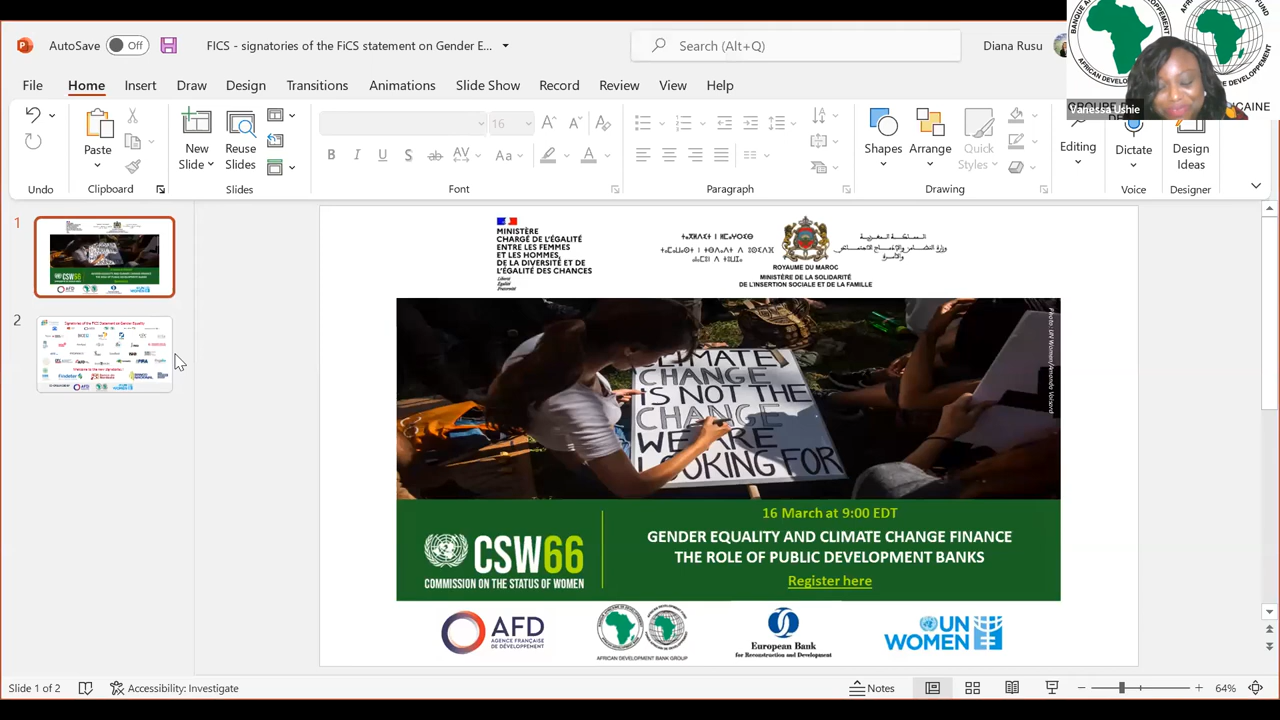 AutoSave
Off
FICS - signatories of the FiCS statement on Gender E...
Search (Alt+Q)
Diana Rusu
Vanessa Ushie
File
Home
Insert
Draw
Design
Transitions
Animations
Slide Show
Record
Review
View
Help
Undo
Paste
Clipboard
New
Slide
Reuse
Slides
Slides
16
Font
Paragraph
Shapes
Arrange
Quick
Styles
Drawing
Editing
Dictate
Voice
Design
Ideas
Designer
1
2
MINISTÈRE
CHARGÉ DE L'ÉGALITÉ
ENTRE LES FEMMES
ET LES HOMMES,
DE LA DIVERSITÉ ET DE
L'ÉGALITÉ DES CHANCES
Liberté
Égalité
Fraternité
ROYAUME DU MAROC
MINISTÈRE DE LA SOLIDARITÉ
DE L'INSERTION SOCIALE ET DE LA FAMILLE
CLIMATE
CHANGE
IS NOT THE
CHANGE
WE ARE
LOOKING FOR
16 March at 9:00 EDT
GENDER EQUALITY AND CLIMATE CHANGE FINANCE
THE ROLE OF PUBLIC DEVELOPMENT BANKS
Register here
CSW66
COMMISSION ON THE STATUS OF WOMEN
AFD
AGENCE FRANÇAISE
DE DÉVELOPPEMENT
AFRICAN DEVELOPMENT BANK GROUP
European Bank
for Reconstruction and Development
UN
WOMEN
Slide 1 of 2
Accessibility: Investigate
Notes
64%